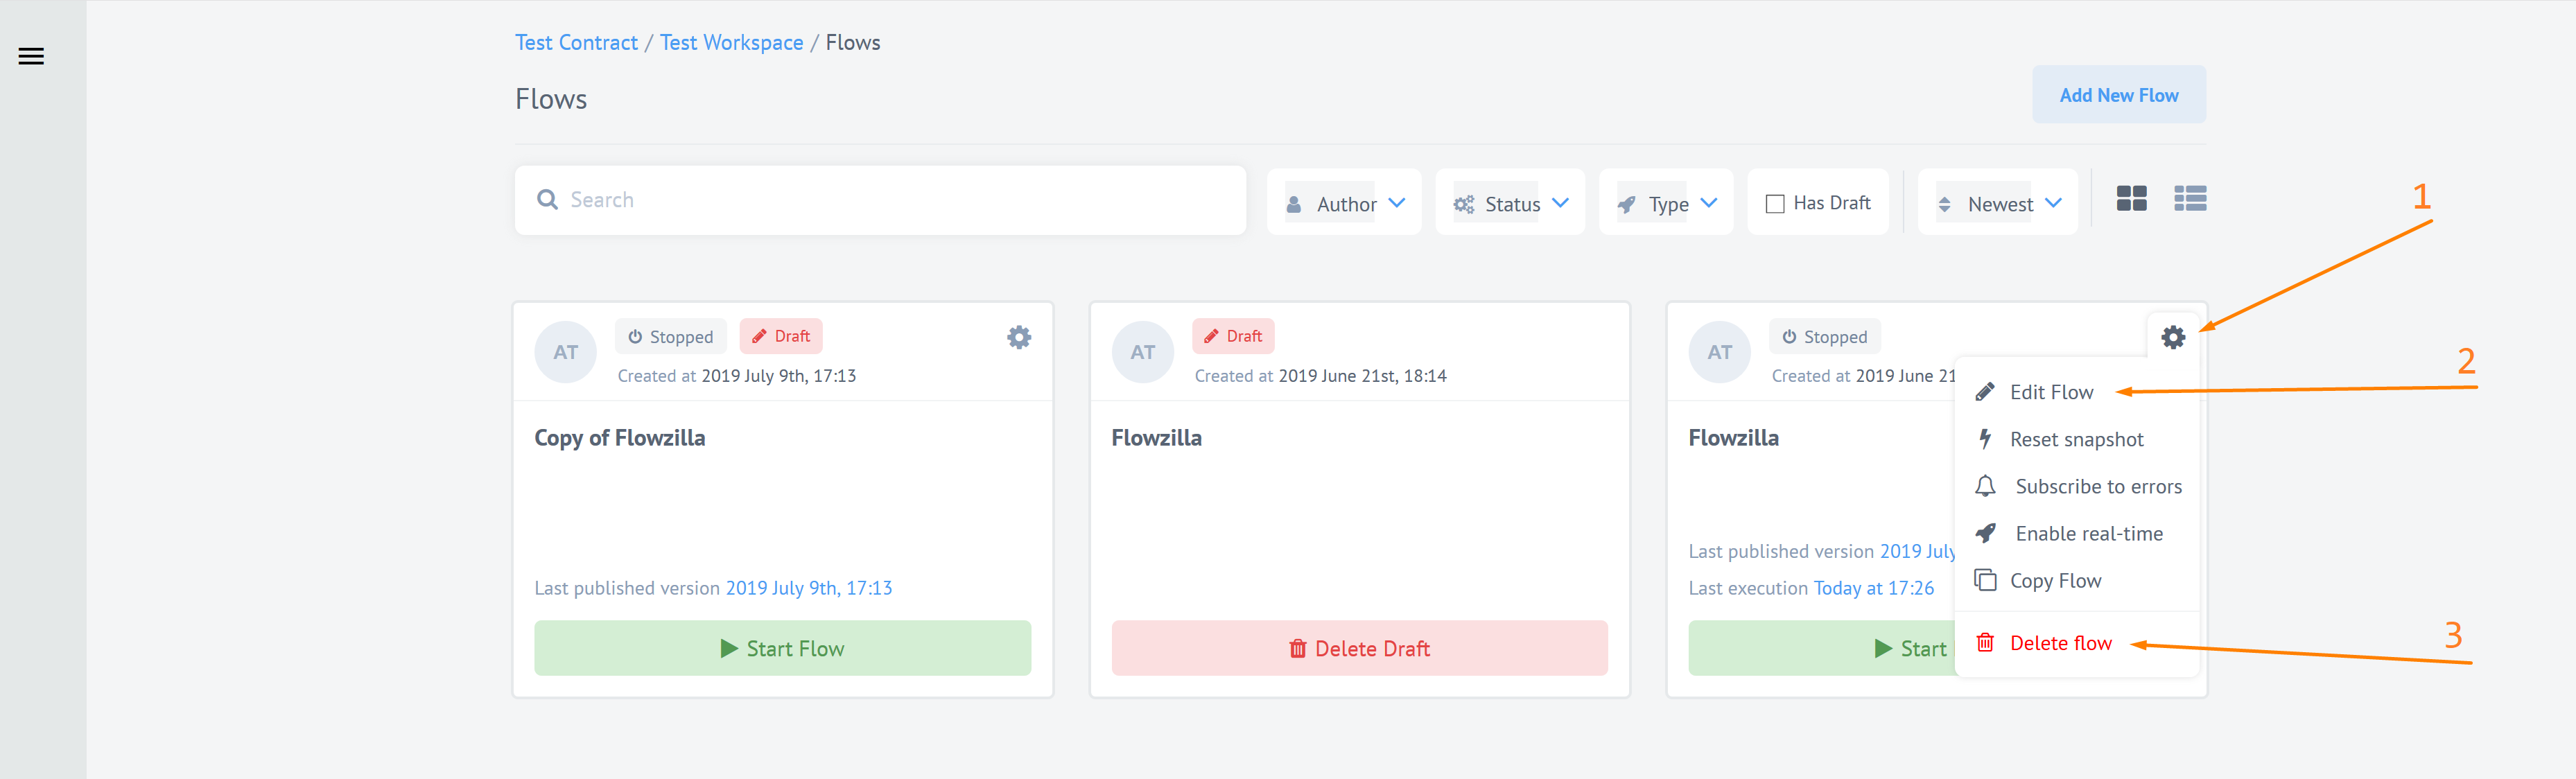 Test Contract / Test Workspace / Flows
Flows
Add New Flow
Search
Author
Status
Type
Has Draft
Newest
1
AT
Stopped
Draft
Created at 2019 July 9th, 17:13
Copy of Flowzilla
Last published version 2019 July 9th, 17:13
Start Flow
AT
Draft
Created at 2019 June 21st, 18:14
Flowzilla
Delete Draft
AT
Stopped
Created at 2019 June 21
Flowzilla
Last published version 2019 July
Last execution Today at 17:26
Start
Edit Flow
2
Reset snapshot
Subscribe to errors
Enable real-time
Copy Flow
Delete flow
3